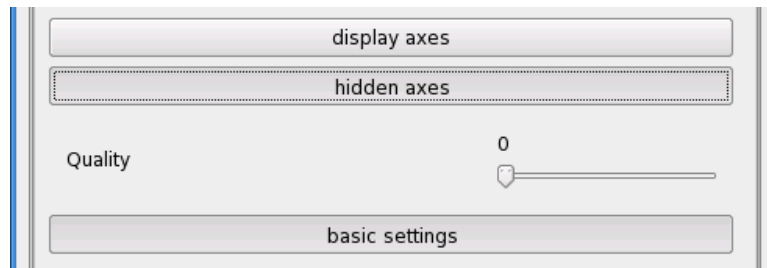 display axes
hidden axes
0
Quality
basic settings